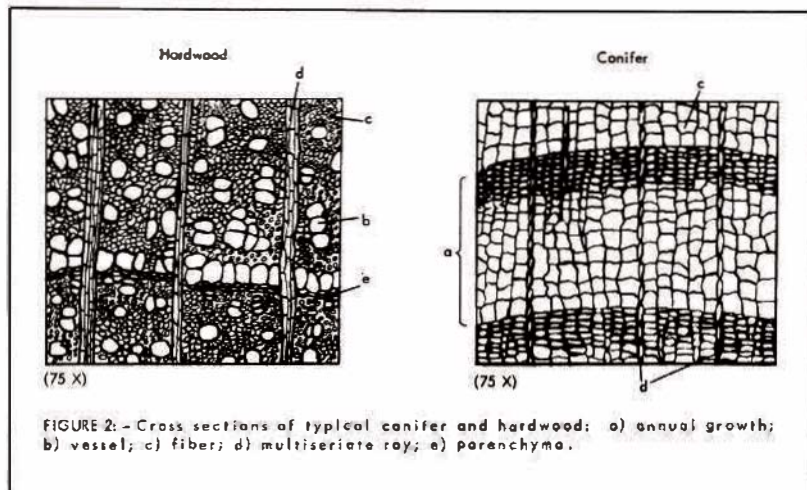 Hardwood
Conifer
d
c
c
b
a
e
d
(75 X)
(75 X)
FIGURE 2: - Cross sections of typical conifer and hardwood: a) annual growth;
b) vessel; c) fiber; d) multiseriate ray; e) parenchyma.